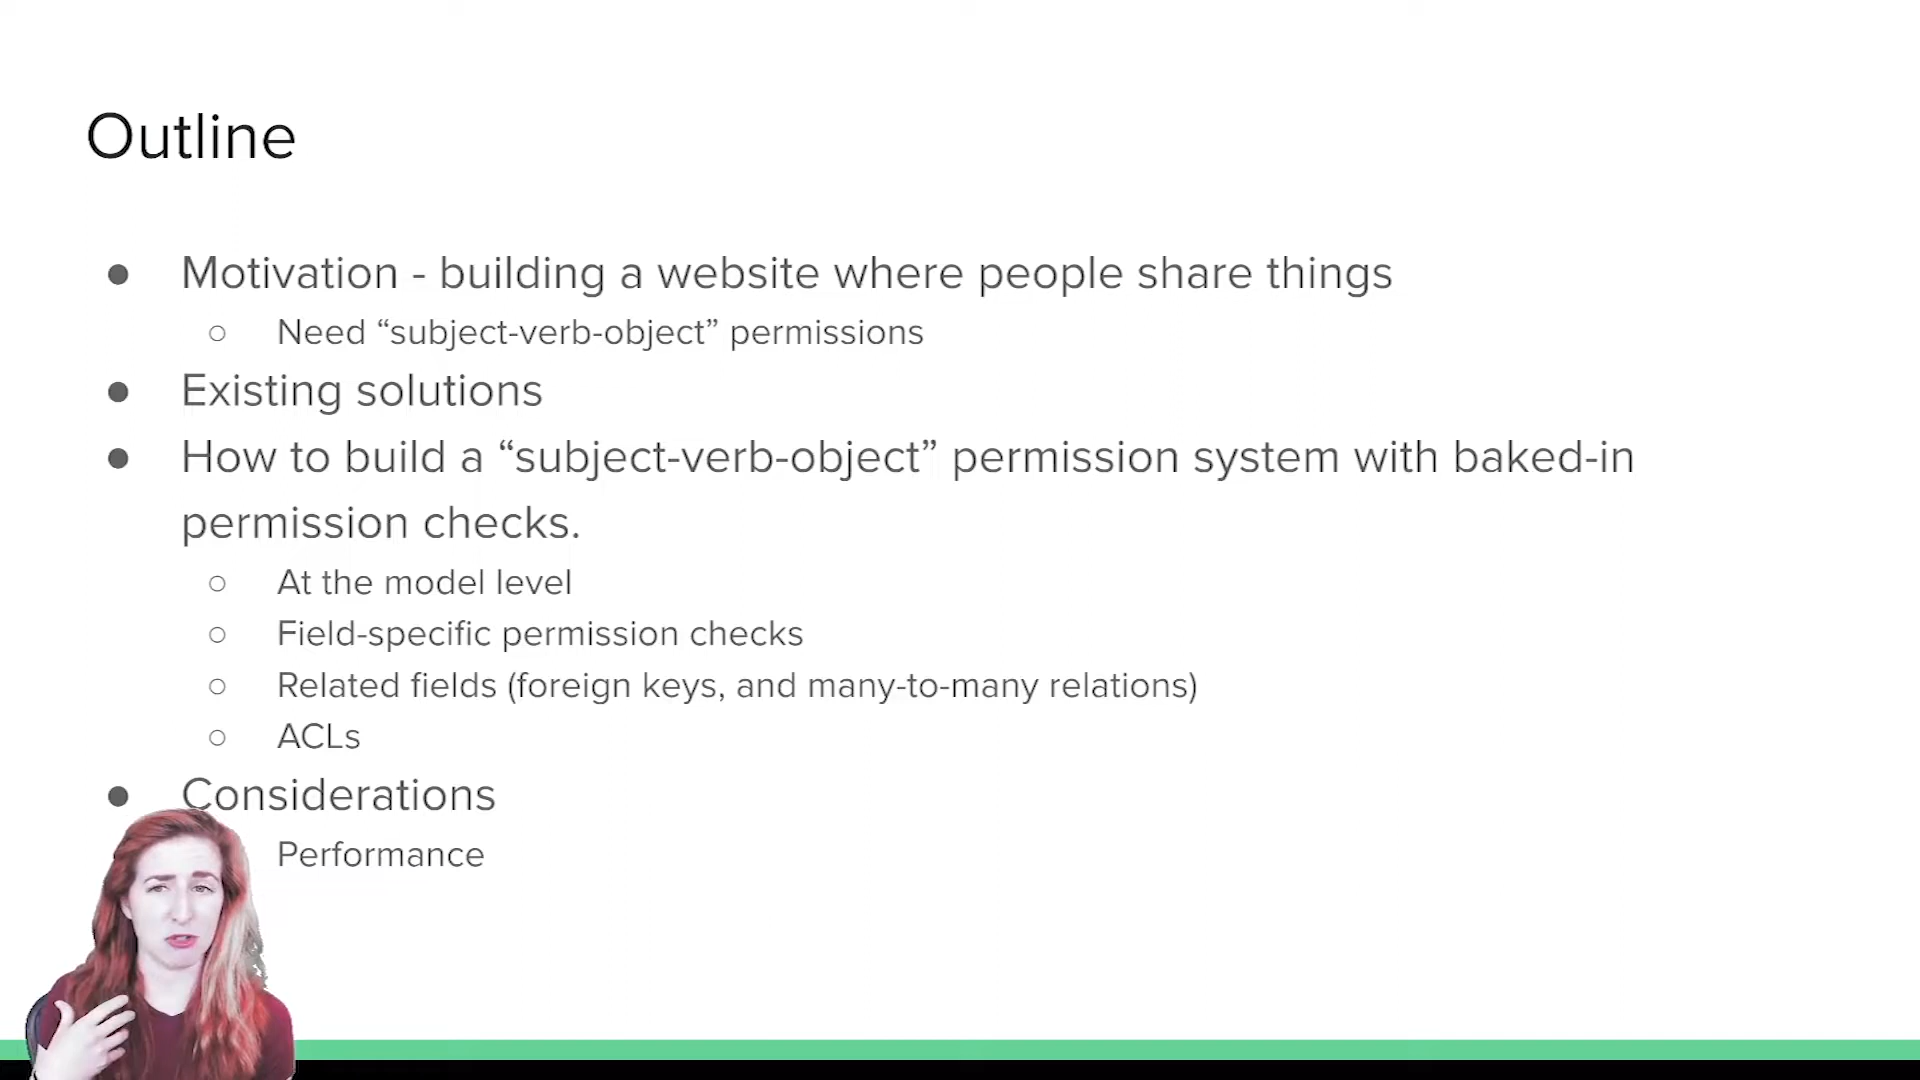 Outline
● Motivation - building a website where people share things
○ Need “subject-verb-object” permissions
● Existing solutions
● How to build a “subject-verb-object” permission system with baked-in
permission checks.
○ At the model level
○ Field-specific permission checks
○ Related fields (foreign keys, and many-to-many relations)
○ ACLs
● Considerations
Performance